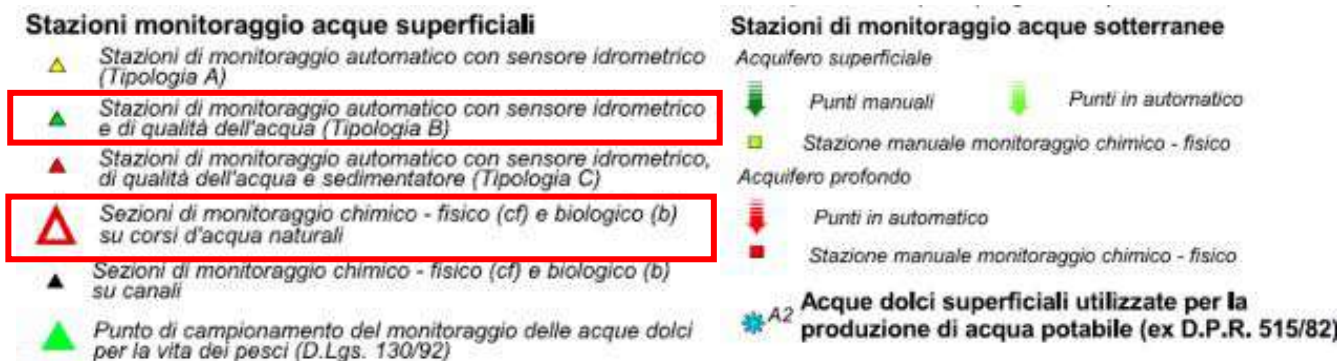 Stazioni monitoraggio acque superficiali
Stazioni di monitoraggio automatico con sensore idrometrico
(Tipologia A)
Stazioni di monitoraggio automatico con sensore idrometrico
e di qualità dell'acqua (Tipologia B)
Stazioni di monitoraggio automatico con sensore idrometrico,
di qualità dell'acqua e sedimentatore (Tipologia C)
Sezioni di monitoraggio chimico - fisico (cf) e biologico (b)
su corsi d'acqua naturali
Sezioni di monitoraggio chimico - fisico (cf) e biologico (b)
su canali
Punto di campionamento del monitoraggio delle acque dolci
per la vita dei pesci (D.Lgs. 130/92)
Stazioni di monitoraggio acque sotterranee
Acquifero superficiale
Punti manuali
Punti in automatico
Stazione manuale monitoraggio chimico - fisico
Acquifero profondo
Punti in automatico
Stazione manuale monitoraggio chimico - fisico
A2 Acque dolci superficiali utilizzate per la
produzione di acqua potabile (ex D.P.R. 515/82)